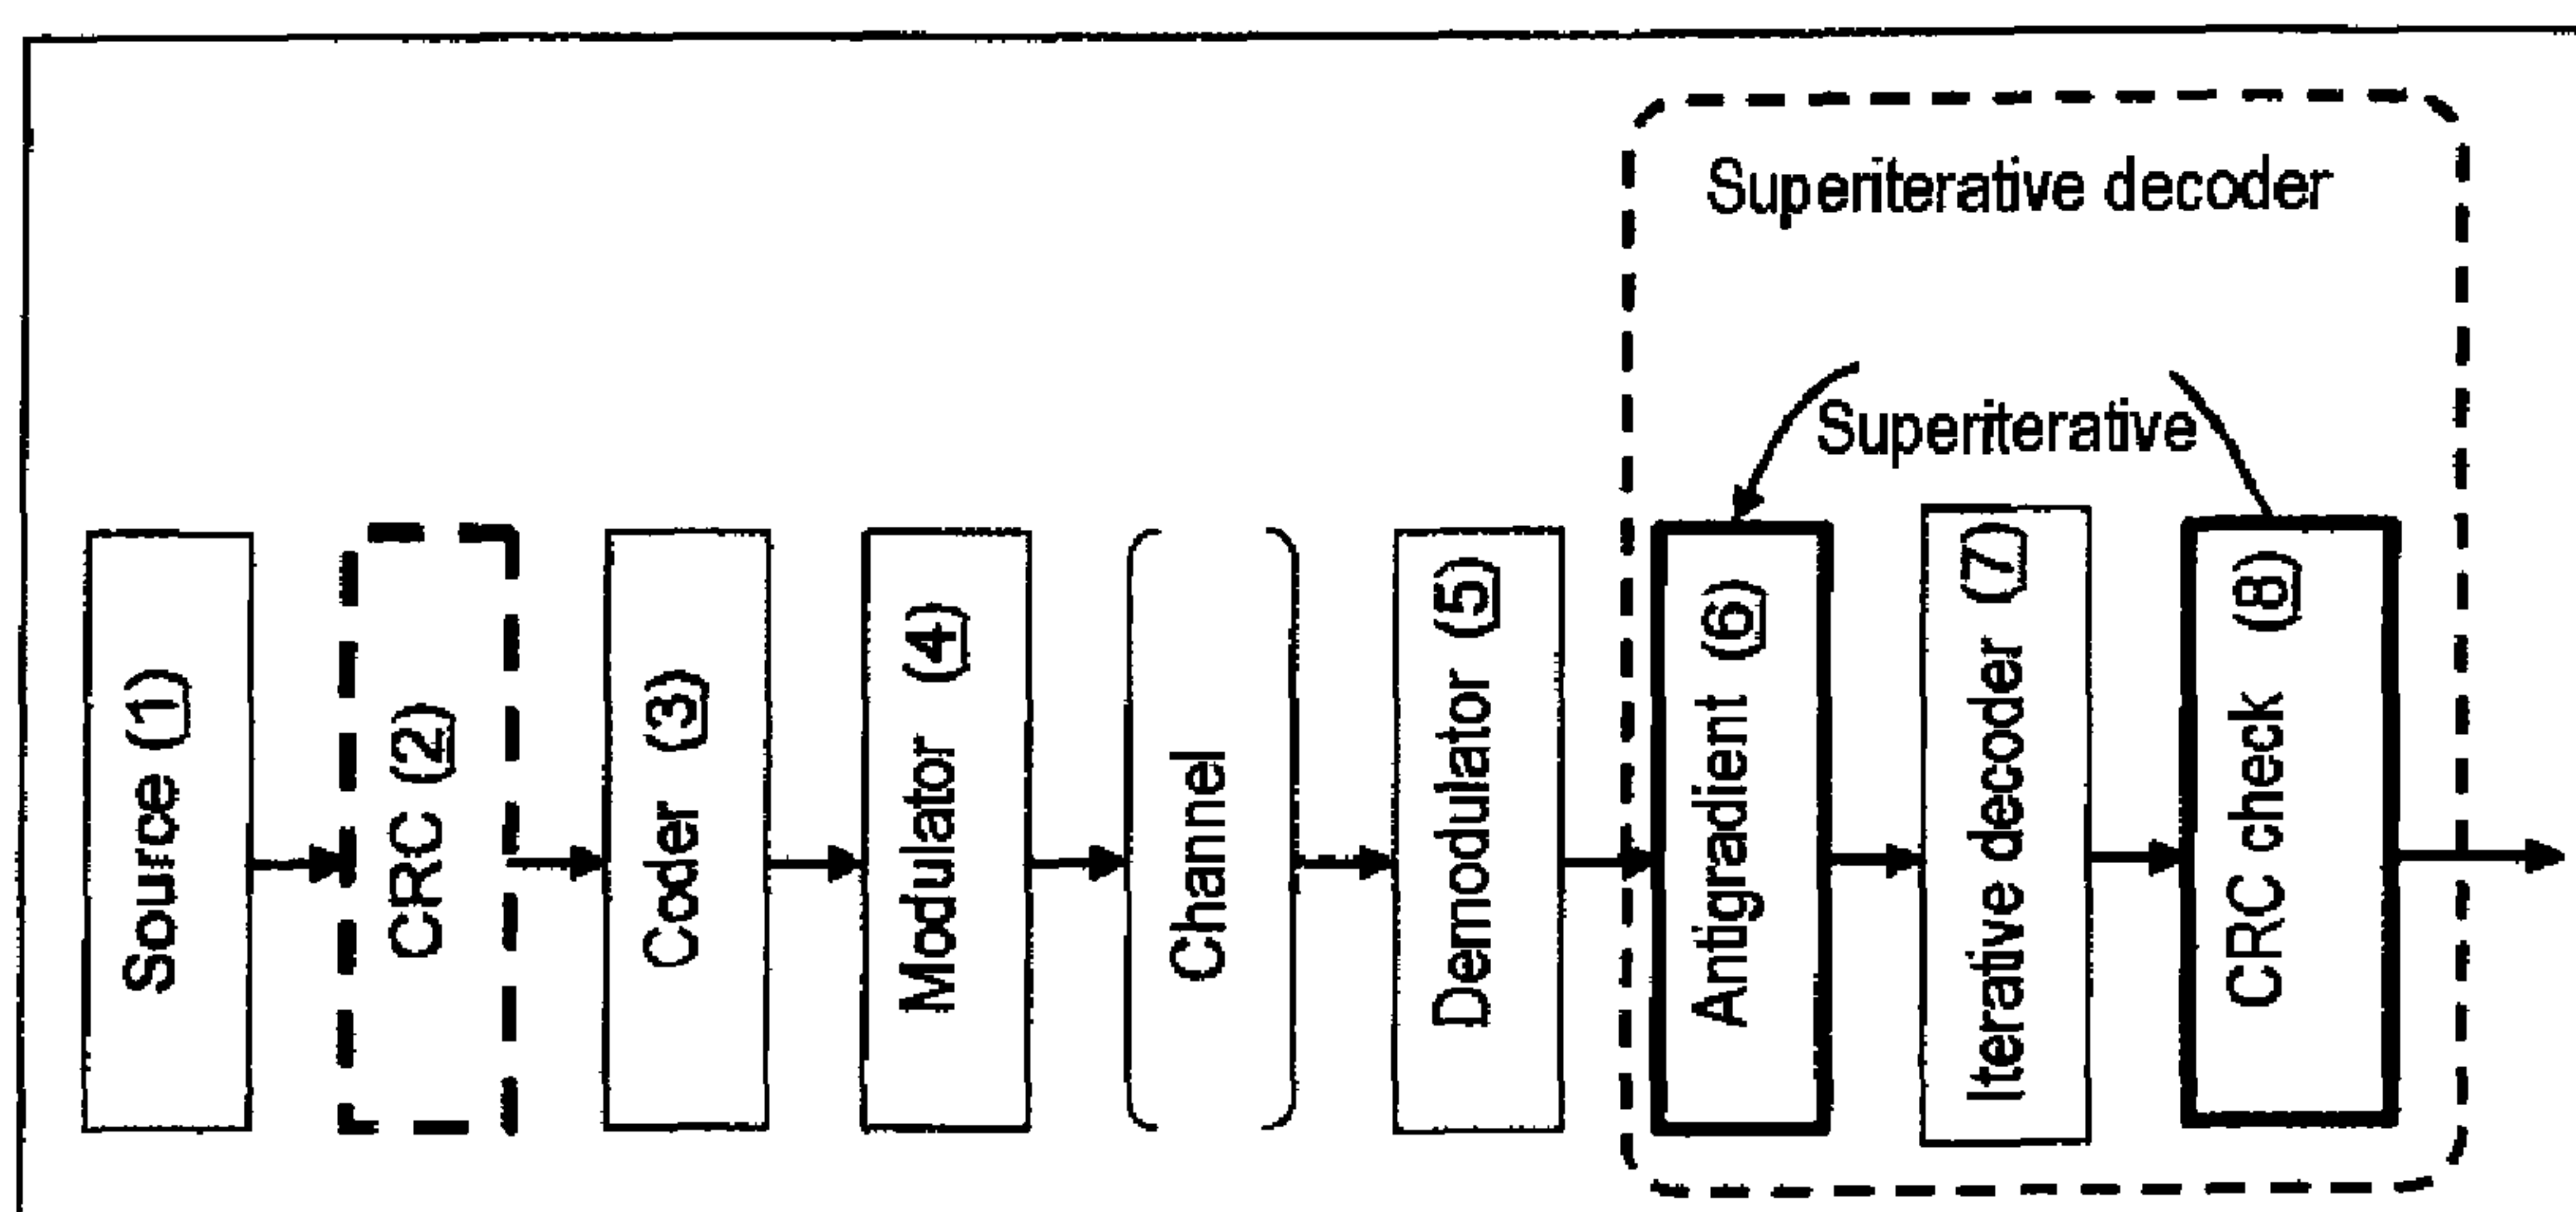 Superiterative decoder
Superiterative
Source (1)
CRC (2)
Coder (3)
Modulator (4)
Channel
Demodulator (5)
Antigradient (6)
Iterative decoder (7)
CRC check (8)